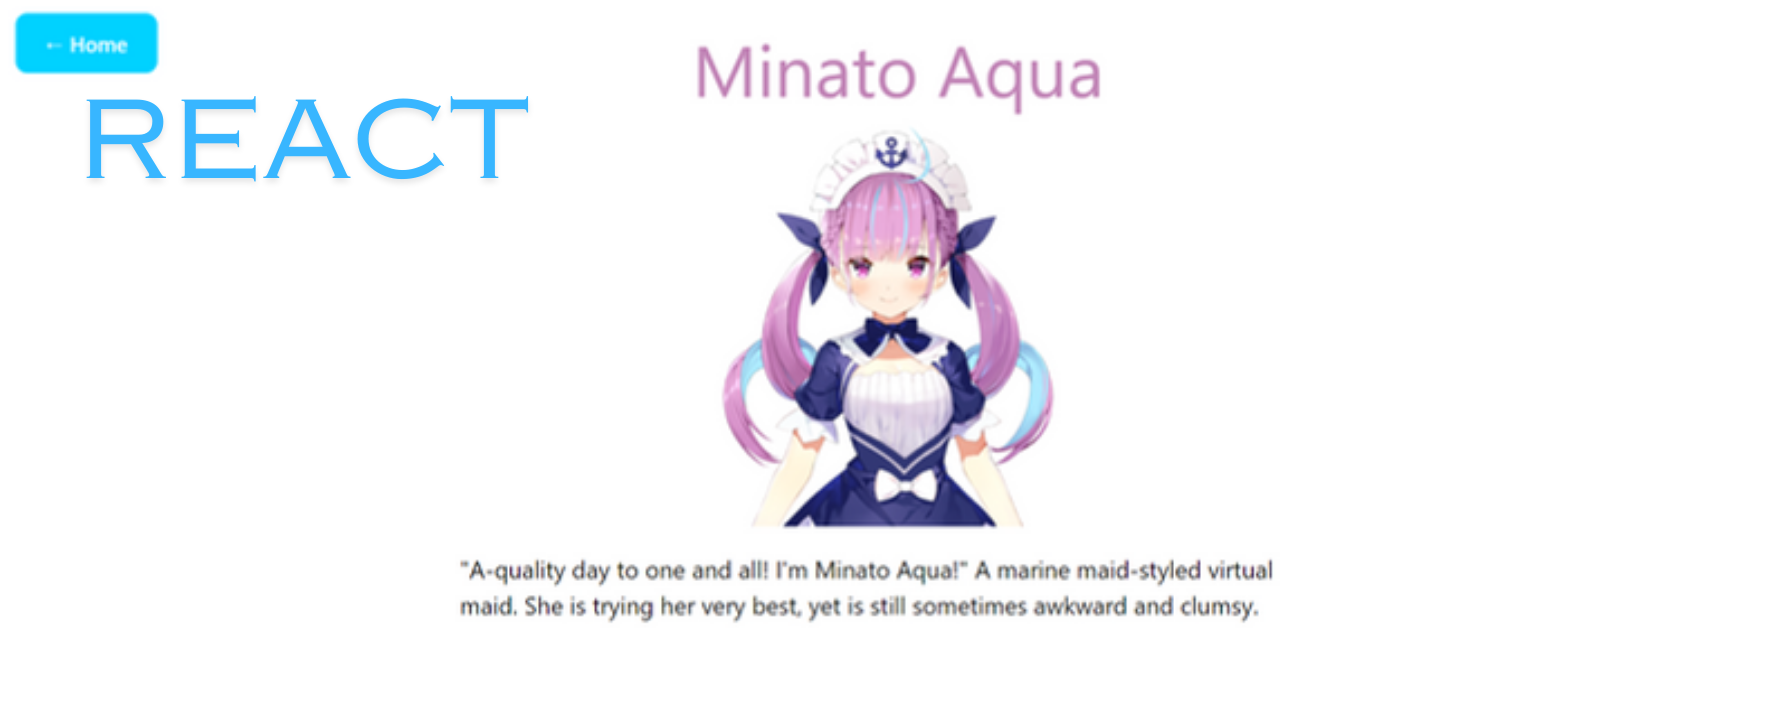 ← Home
REACT
Minato Aqua
"A-quality day to one and all! I'm Minato Aqua!" A marine maid-styled virtual
maid. She is trying her very best, yet is still sometimes awkward and clumsy.